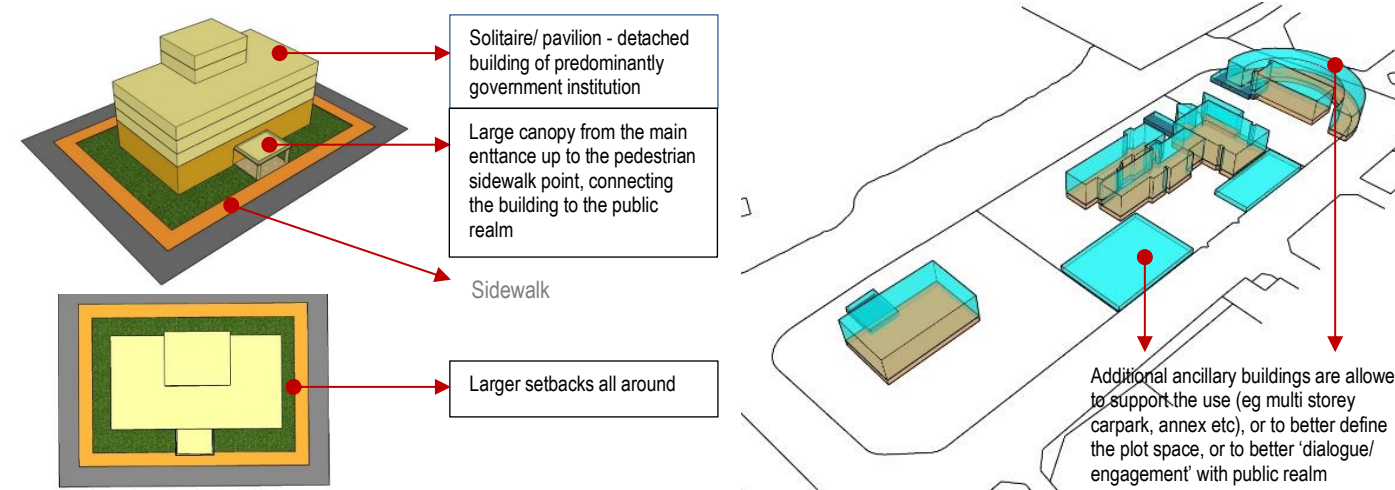 Solitaire/ pavilion - detached
building of predominantly
government institution
Large canopy from the main
enttance up to the pedestrian
sidewalk point, connecting
the building to the public
realm
Sidewalk
Larger setbacks all around
Additional ancillary buildings are allowe
to support the use (eg multi storey
carpark, annex etc), or to better define
the plot space, or to better ‘dialogue/
engagement’ with public realm